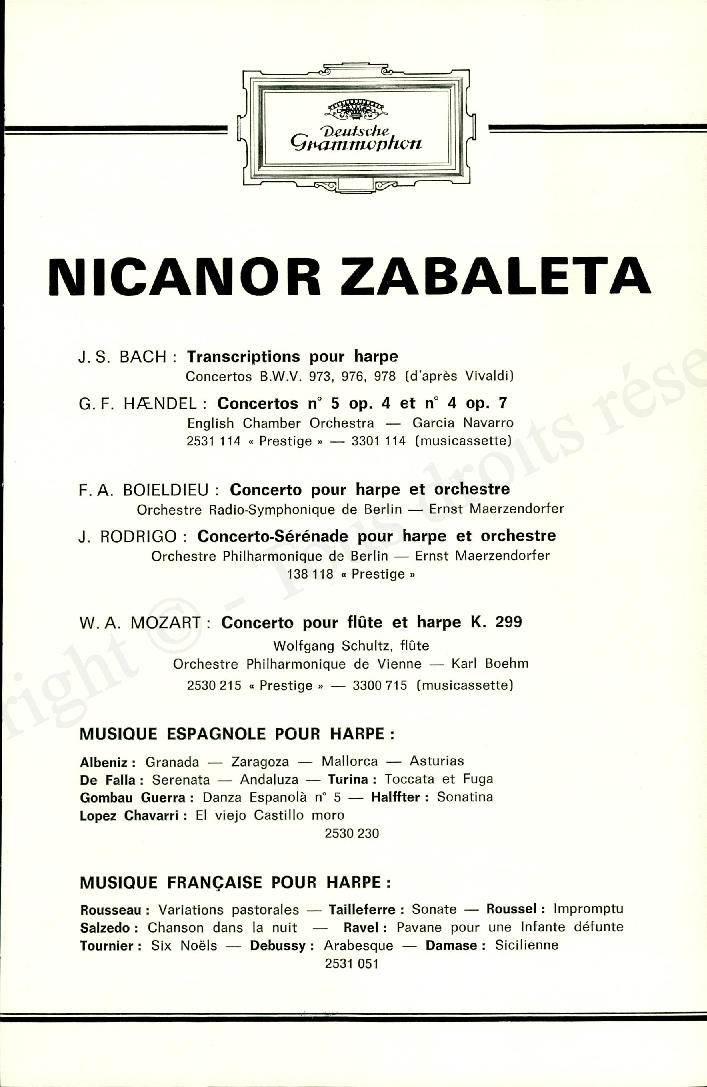 Deutsche
Grammophon
NICANOR ZABALETA
J. S. BACH : Transcriptions pour harpe
Concertos B.W.V. 973, 976, 978 (d'après Vivaldi)
G. F. HÆNDEL : Concertos n° 5 op. 4 et n° 4 op. 7
English Chamber Orchestra — Garcia Navarro
2531 114 « Prestige » — 3301 114 (musicassette)
F. A. BOIELDIEU : Concerto pour harpe et orchestre
Orchestre Radio-Symphonique de Berlin — Ernst Maerzendorfer
J. RODRIGO : Concerto-Sérénade pour harpe et orchestre
Orchestre Philharmonique de Berlin — Ernst Maerzendorfer
138 118 « Prestige »
W. A. MOZART : Concerto pour flûte et harpe K. 299
Wolfgang Schultz, flûte
Orchestre Philharmonique de Vienne — Karl Boehm
2530 215 « Prestige » — 3300 715 (musicassette)
MUSIQUE ESPAGNOLE POUR HARPE :
Albeniz : Granada — Zaragoza — Mallorca — Asturias
De Falla : Serenata — Andaluza — Turina : Toccata et Fuga
Gombau Guerra : Danza Espanolà n° 5 — Halffter : Sonatina
Lopez Chavarri : El viejo Castillo moro
2530 230
MUSIQUE FRANÇAISE POUR HARPE :
Rousseau : Variations pastorales — Tailleferre : Sonate — Roussel : Impromptu
Salzedo : Chanson dans la nuit — Ravel : Pavane pour une Infante défunte
Tournier : Six Noëls — Debussy : Arabesque — Damase : Sicilienne
2531 051
right © - Tous droits rése